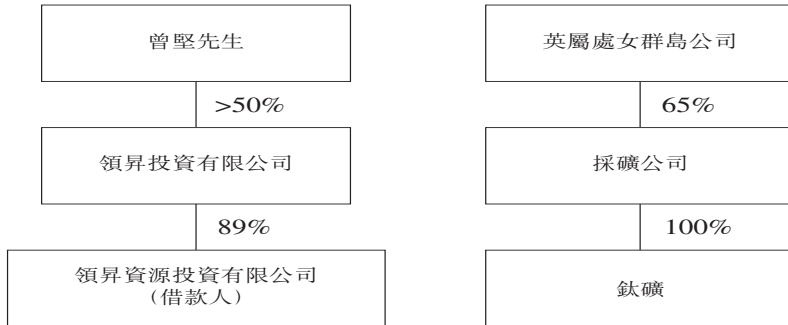 曾堅先生
>50%
領昇投資有限公司
89%
領昇資源投資有限公司
(借款人)
英屬處女群島公司
65%
採礦公司
100%
鈦礦